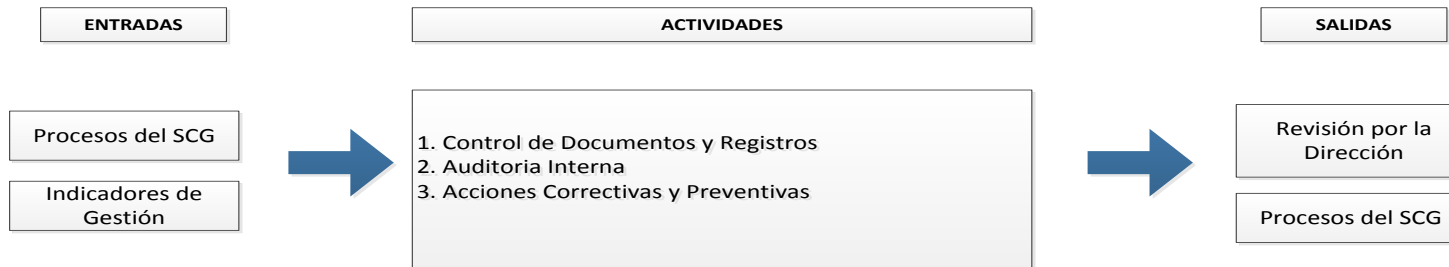 ENTRADAS
ACTIVIDADES
SALIDAS
Procesos del SCG
Indicadores de
Gestión
1. Control de Documentos y Registros
2. Auditoria Interna
3. Acciones Correctivas y Preventivas
Revisión por la
Dirección
Procesos del SCG